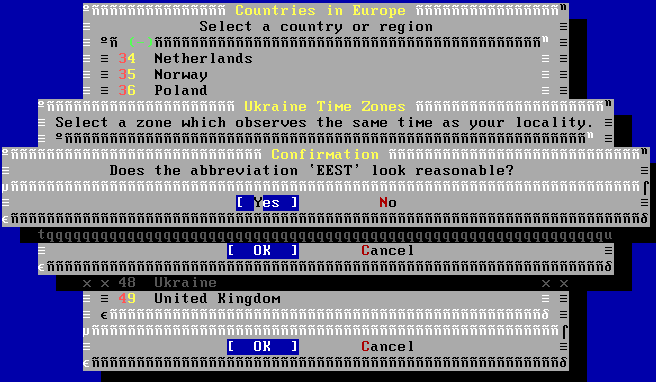 Countries in Europe
Select a country or region
(-)
34 Netherlands
35 Norway
36 Poland
Ukraine Time Zones
Select a zone which observes the same time as your locality.
Confirmation
Does the abbreviation 'EEST' look reasonable?
[ Yes ] No
[ OK ] Cancel
48 Ukraine
49 United Kingdom
[ OK ] Cancel